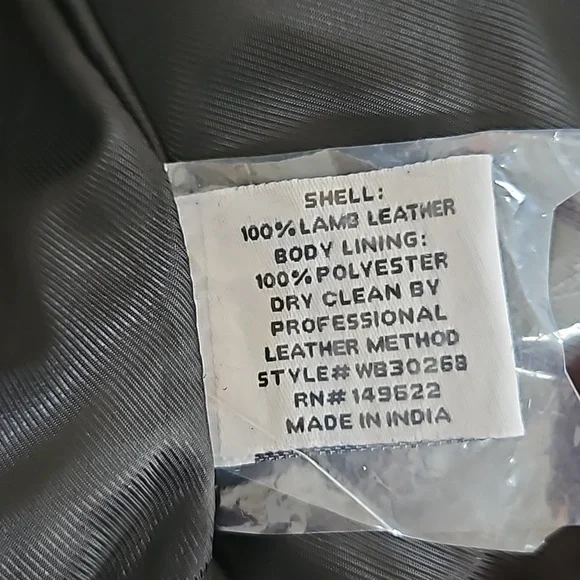 SHELL:
100% LAMB LEATHER
BODY LINING:
100% POLYESTER
DRY CLEAN BY
PROFESSIONAL
LEATHER METHOD
STYLE# WB30268
RN# 149622
MADE IN INDIA